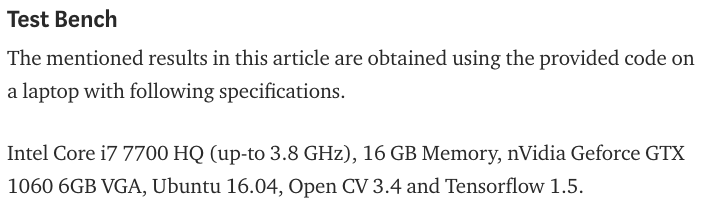 Test Bench
The mentioned results in this article are obtained using the provided code on
a laptop with following specifications.
Intel Core i7 7700 HQ (up-to 3.8 GHz), 16 GB Memory, nVidia Geforce GTX
1060 6GB VGA, Ubuntu 16.04, Open CV 3.4 and Tensorflow 1.5.